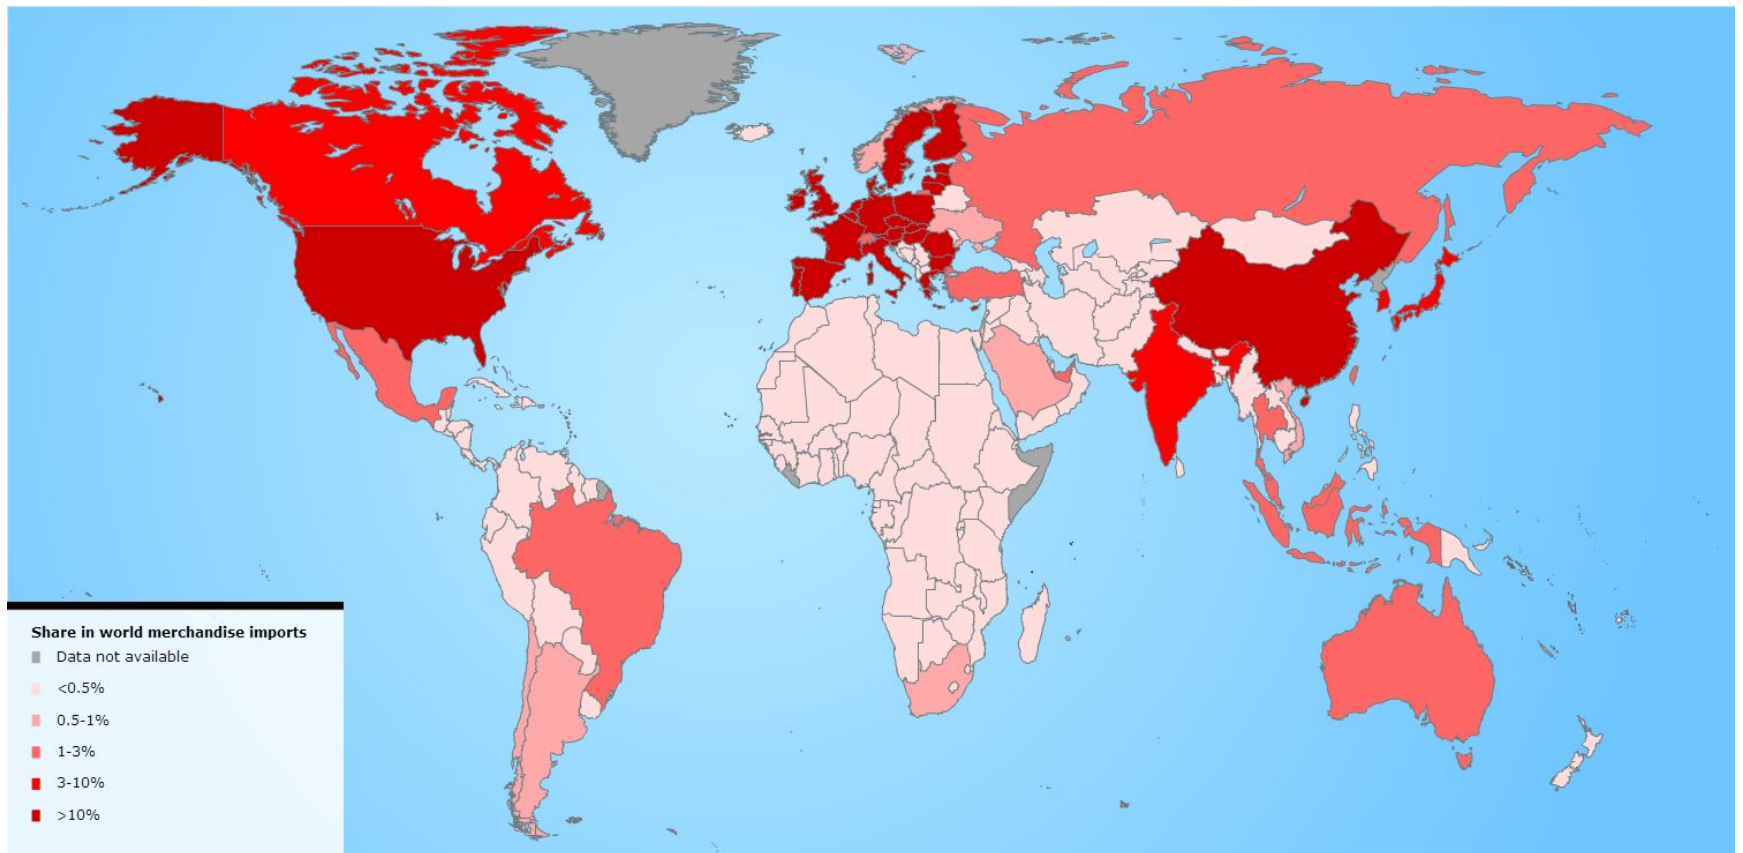 Share in world merchandise imports
Data not available
<0.5%
0.5-1%
1-3%
3-10%
>10%